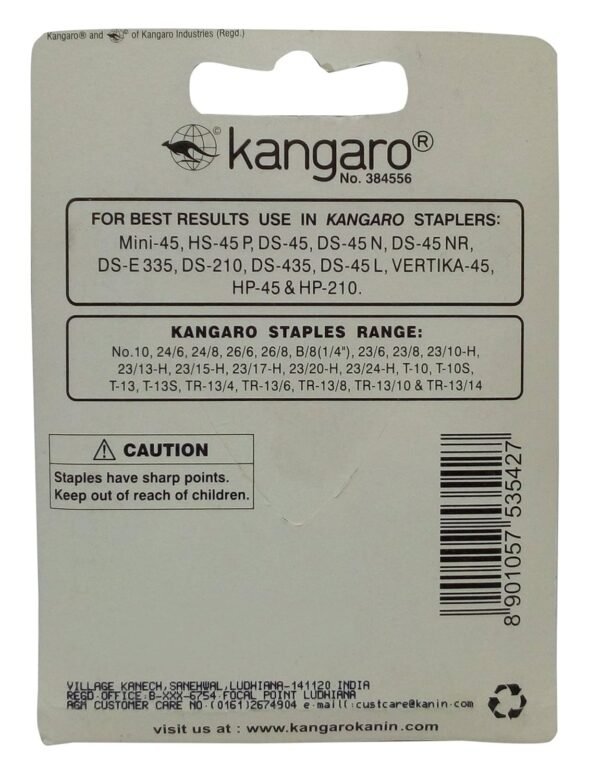 Kangaro® and © of Kangaro Industries (Regd.)
© kangaro®
No. 384556
FOR BEST RESULTS USE IN KANGARO STAPLERS:
Mini-45, HS-45 P, DS-45, DS-45 N, DS-45 NR,
DS-E 335, DS-210, DS-435, DS-45 L, VERTIKA-45,
HP-45 & HP-210.
KANGARO STAPLES RANGE:
No.10, 24/6, 24/8, 26/6, 26/8, B/8(1/4"), 23/6, 23/8, 23/10-H,
23/13-H, 23/15-H, 23/17-H, 23/20-H, 23/24-H, T-10, T-10S,
T-13, T-13S, TR-13/4, TR-13/6, TR-13/8, TR-13/10 & TR-13/14
CAUTION
Staples have sharp points.
Keep out of reach of children.
8 901057 535427
VILLAGE KANECH, SANEHWAL, LUDHIANA-141120 INDIA
REGD OFFICE: B-XXX-6754 FOCAL POINT LUDHIANA
AGM CUSTOMER CARE NO-(0161)2674904 e-mail(:custcare@kanin.com
visit us at : www.kangarokanin.com